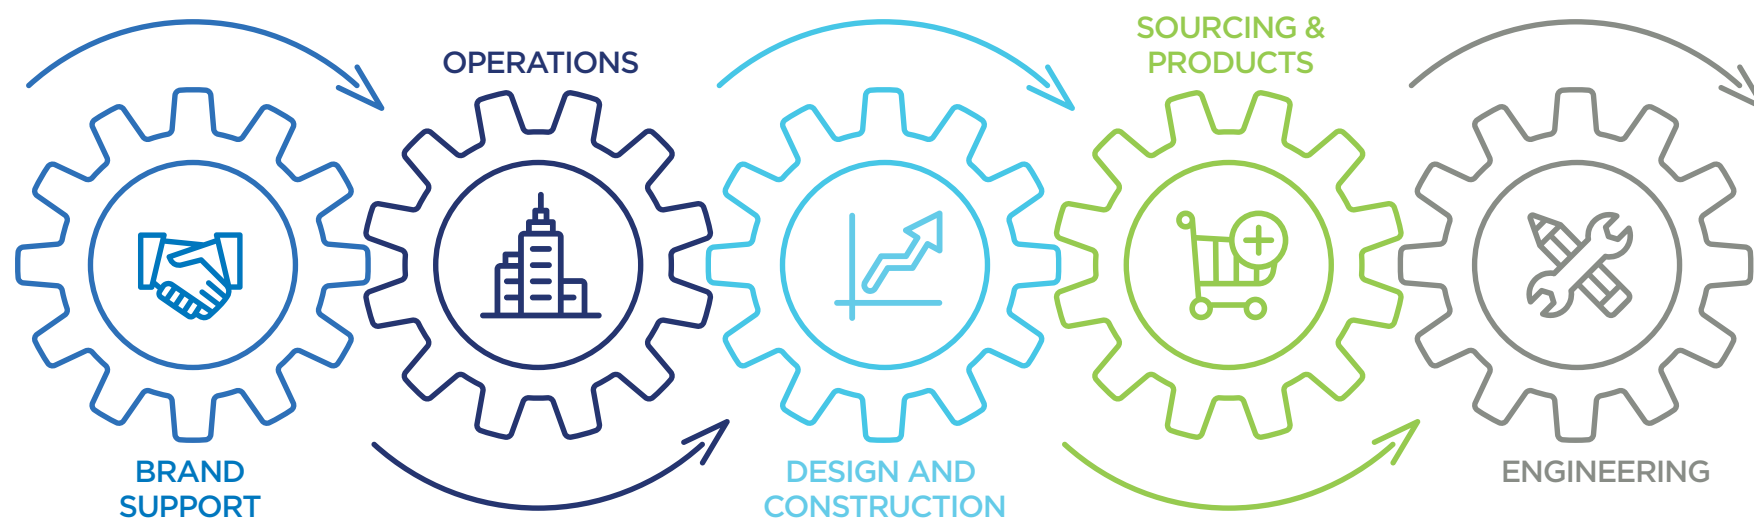 BRAND
SUPPORT
OPERATIONS
DESIGN AND
CONSTRUCTION
SOURCING &
PRODUCTS
ENGINEERING